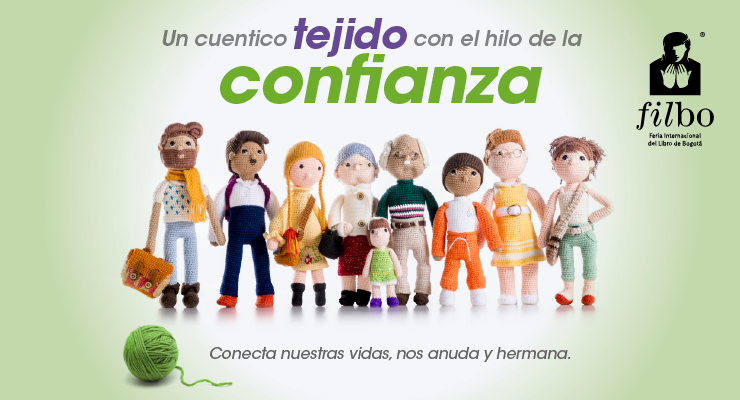 Un cuentico tejido con el hilo de la
confianza
®
filbo
Feria Internacional
del Libro de Bogotá
Conecta nuestras vidas, nos anuda y hermana.